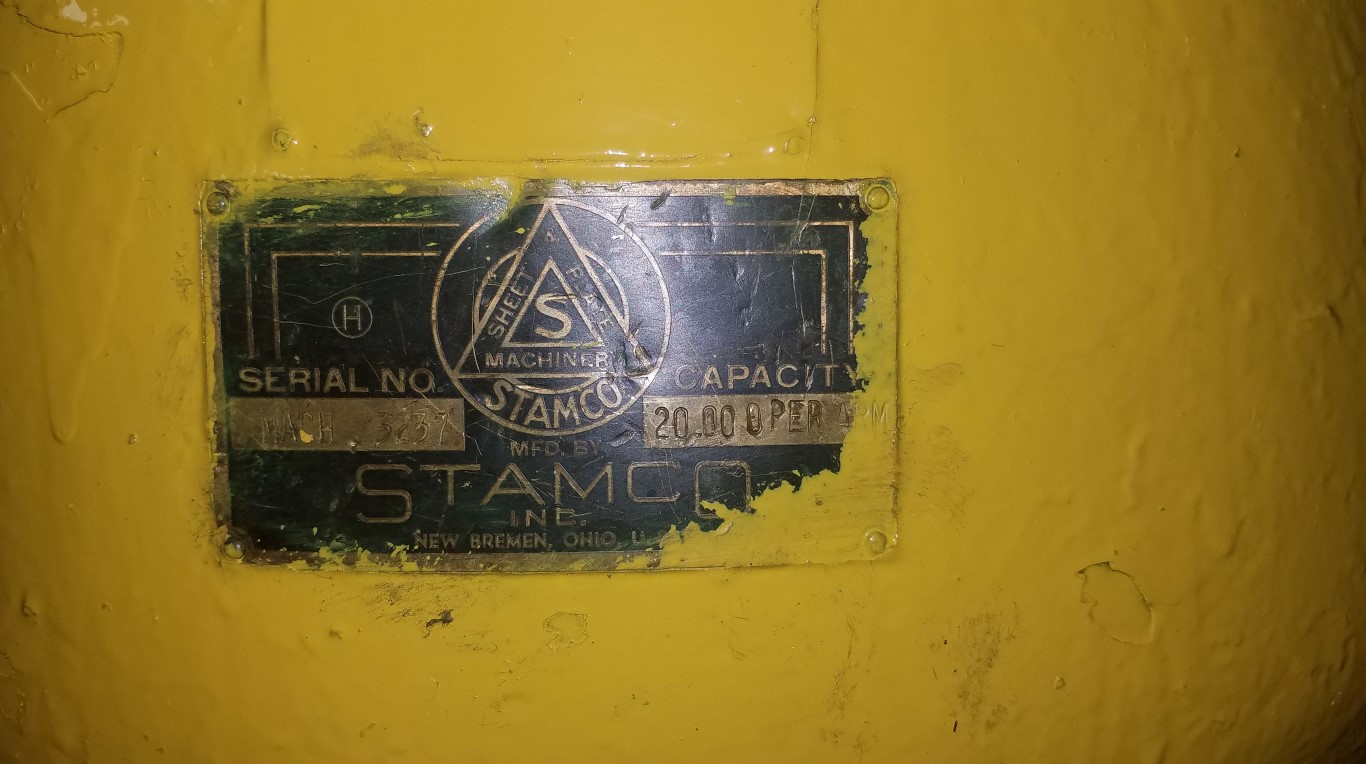 SHEET PLATE
S
MACHINERY
STAMCO
H
SERIAL NO. CAPACITY
MACH 3237 20.000 PER ARM
MFD. BY
STAMCO
INC.
NEW BREMEN, OHIO, U.